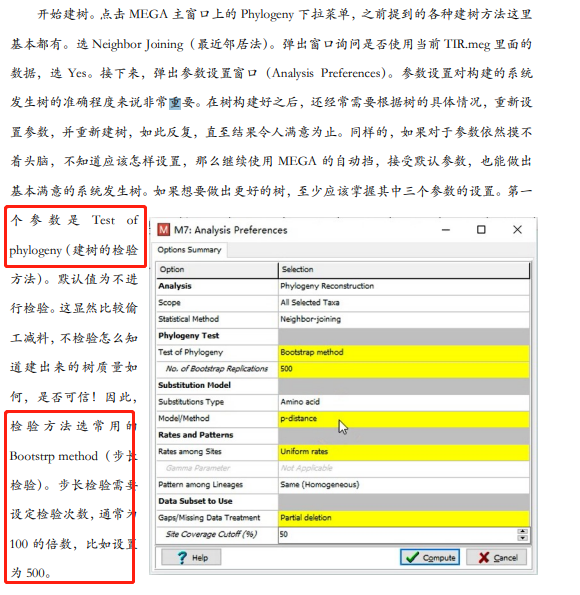 开始建树。点击 MEGA 主窗口上的 Phylogeny 下拉菜单，之前提到的各种建树方法这里
基本都有。选 Neighbor Joining（最近邻居法）。弹出窗口询问是否使用当前 TIR.meg 里面的
数据，选 Yes。接下来，弹出参数设置窗口（Analysis Preferences）。参数设置对构建的系统
发生树的准确程度来说非常重要。在树构建好之后，还经常需要根据树的具体情况，重新设
置参数，并重新建树，如此反复，直至结果令人满意为止。同样的，如果对于参数依然摸不
着头脑，不知道应该怎样设置，那么继续使用 MEGA 的自动挡，接受默认参数，也能做出
基本满意的系统发生树。如果想要做出更好的树，至少应该掌握其中三个参数的设置。第一
个参数是 Test of
phylogeny（建树的检验
方法）。默认值为不进
行检验。这显然比较偷
工减料，不检验怎么知
道建出来的树质量如
何，是否可信！因此，
检验方法选常用的
Bootstrp method（步长
检验）。步长检验需要
设定检验次数，通常为
100 的倍数，比如设置
为 500。
M7: Analysis Preferences
Options Summary
Option Selection
Analysis Phylogeny Reconstruction
Scope All Selected Taxa
Statistical Method Neighbor-joining
Phylogeny Test
Test of Phylogeny Bootstrap method
No. of Bootstrap Replications 500
Substitution Model
Substitutions Type Amino acid
Model/Method p-distance
Rates and Patterns
Rates among Sites Uniform rates
Gamma Parameter Not Applicable
Pattern among Lineages Same (Homogeneous)
Data Subset to Use
Gaps/Missing Data Treatment Partial deletion
Site Coverage Cutoff (%) 50
? Help Compute Cancel